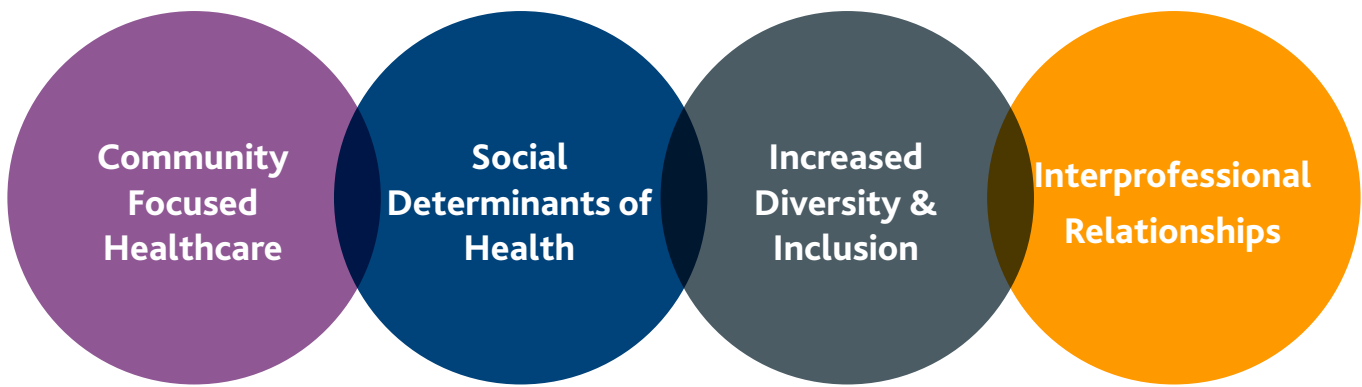 Community
Focused
Healthcare
Social
Determinants of
Health
Increased
Diversity &
Inclusion
Interprofessional
Relationships